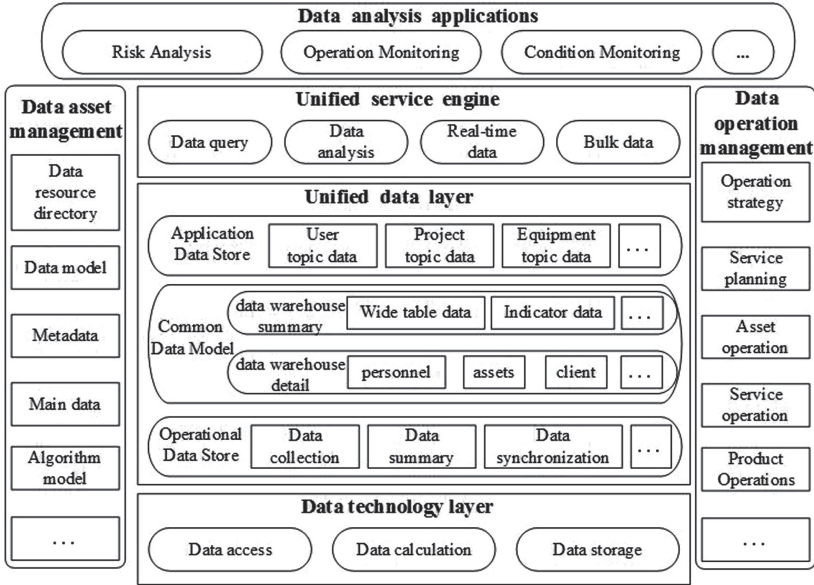 Data analysis applications
Risk Analysis
Operation Monitoring
Condition Monitoring
...
Data asset
management
Data
resource
directory
Data model
Metadata
Main data
Algorithm
model
...
Unified service engine
Data query
Data
analysis
Real-time
data
Bulk data
Unified data layer
Application
Data Store
User
topic data
Project
topic data
Equipment
topic data
...
Common
Data Model
data warehouse
summary
Wide table data
Indicator data
...
data warehouse
detail
personnel
assets
client
...
Operational
Data Store
Data
collection
Data
summary
Data
synchronization
...
Data technology layer
Data access
Data calculation
Data storage
Data
operation
management
Operation
strategy
Service
planning
Asset
operation
Service
operation
Product
Operations
...